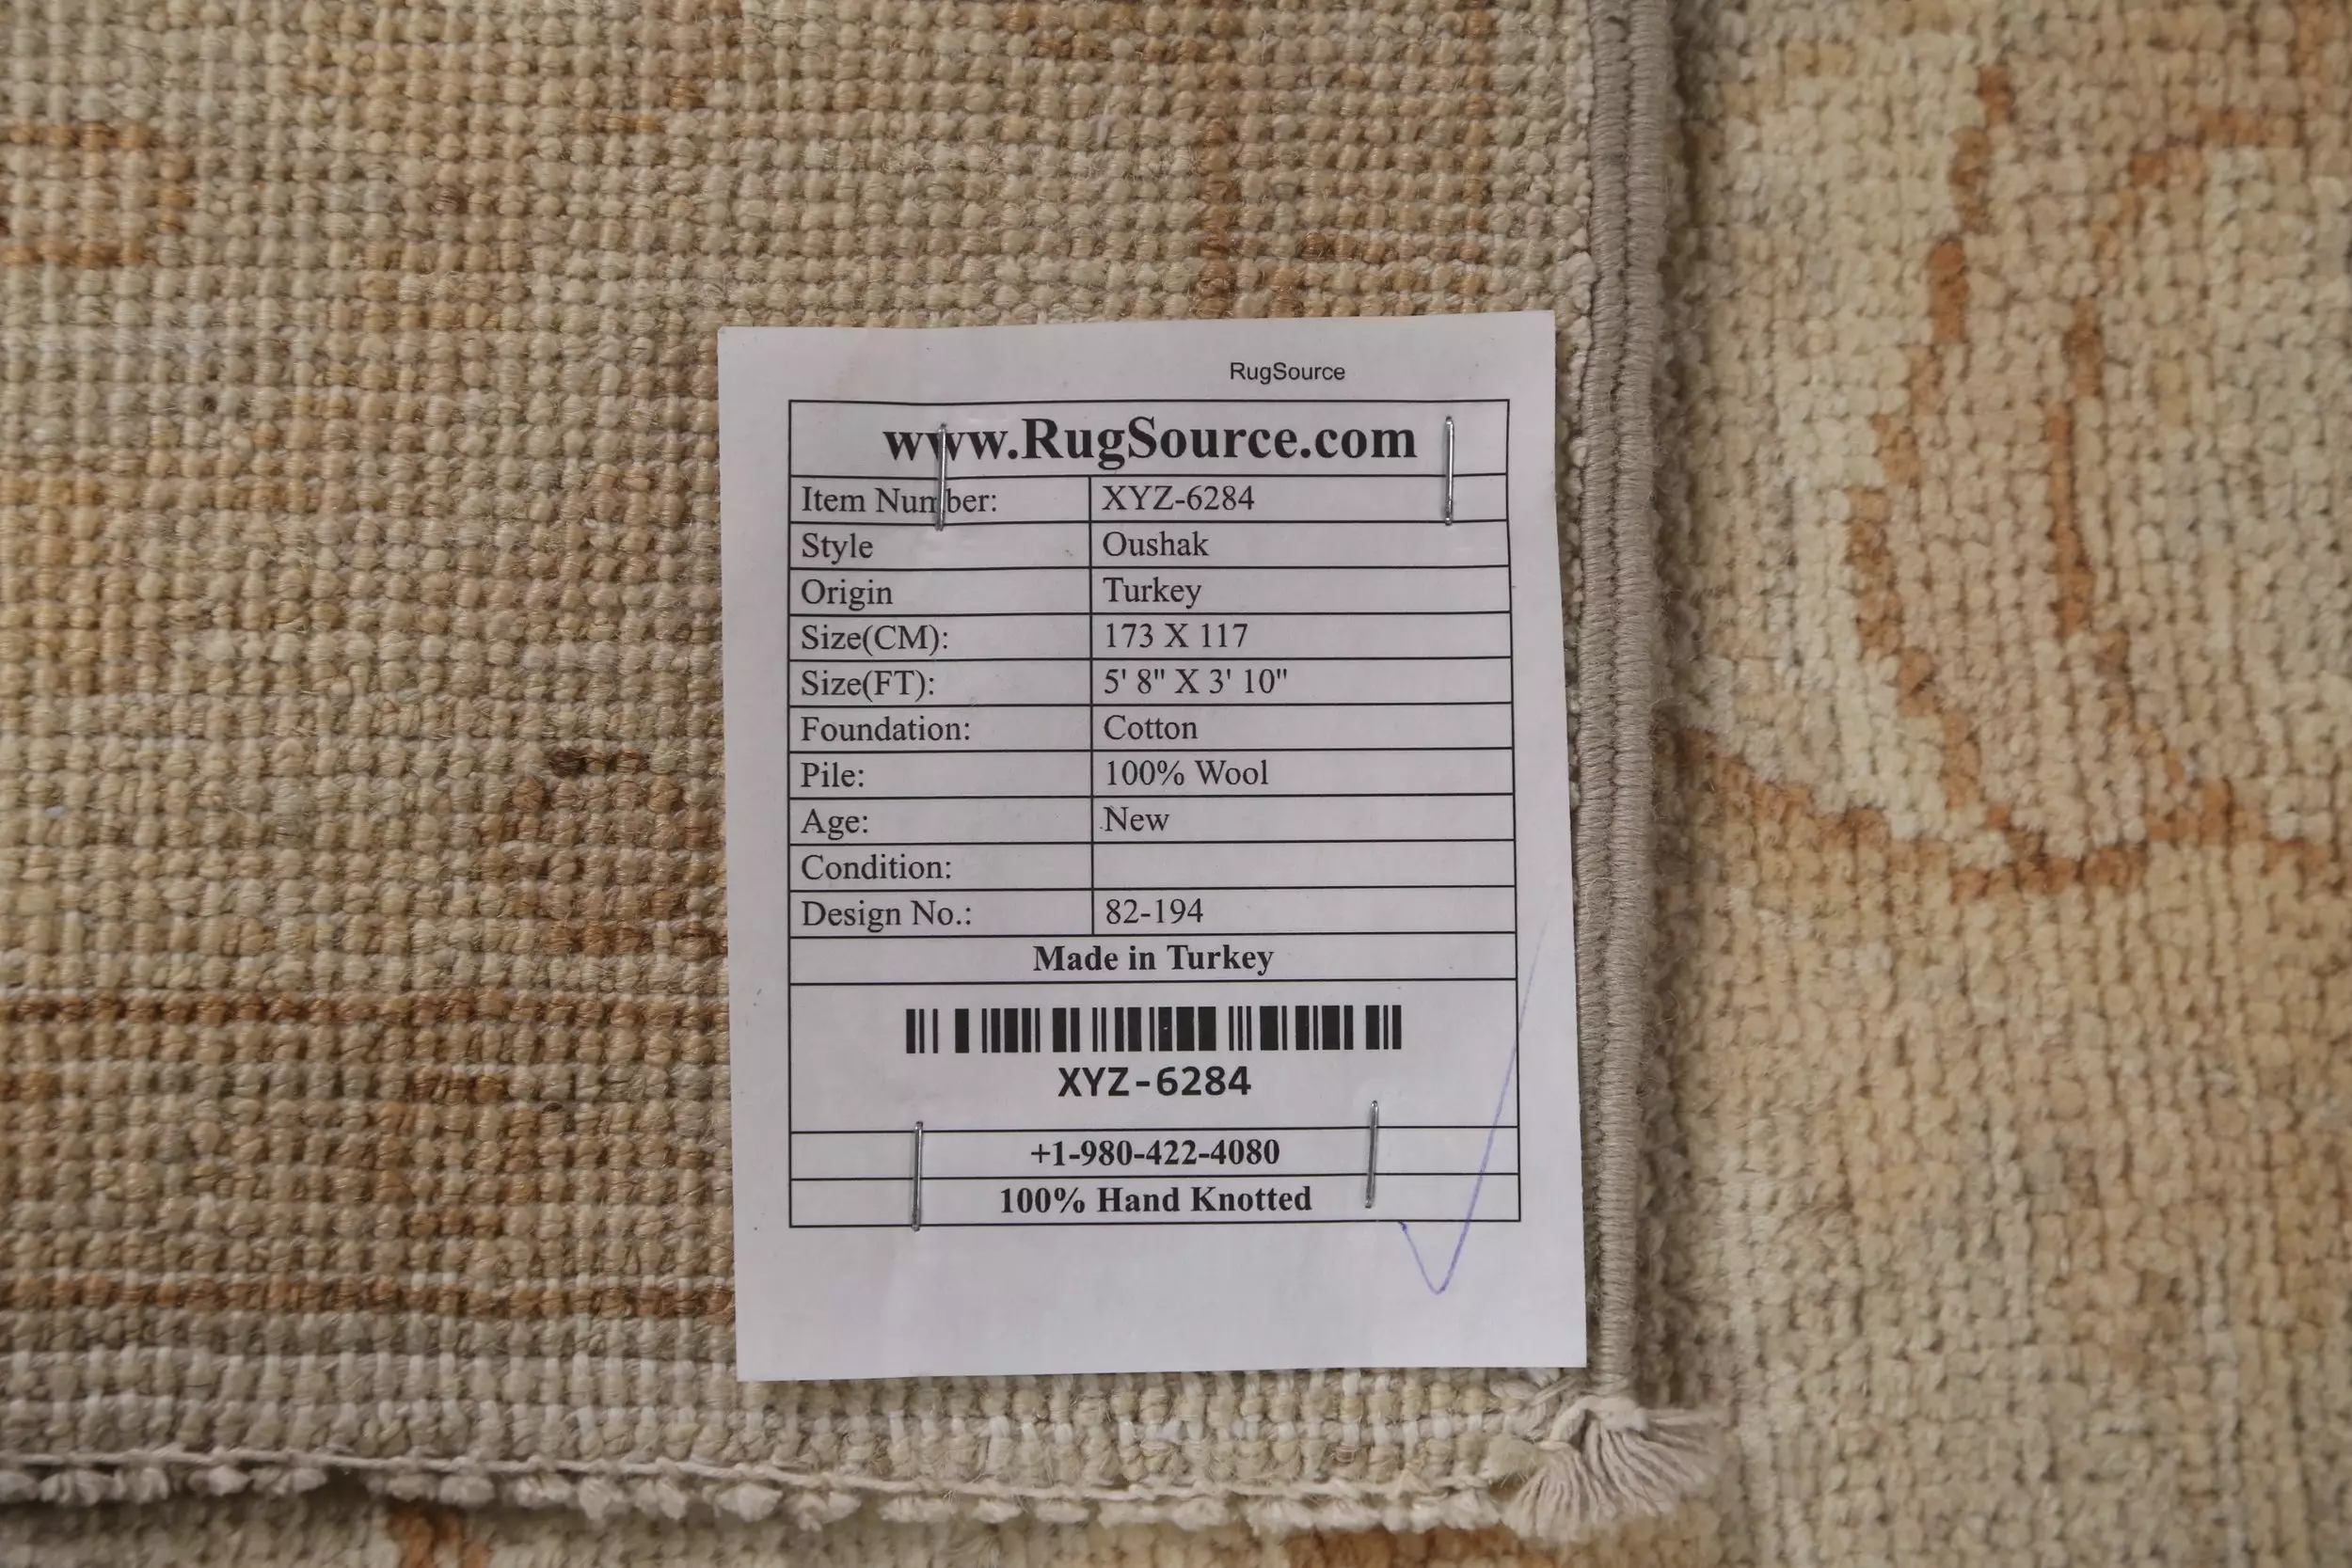 RugSource
www.RugSource.com
Item Number: XYZ-6284
Style Oushak
Origin Turkey
Size(CM): 173 X 117
Size(FT): 5' 8" X 3' 10"
Foundation: Cotton
Pile: 100% Wool
Age: New
Condition:
Design No.: 82-194
Made in Turkey
XYZ-6284
+1-980-422-4080
100% Hand Knotted